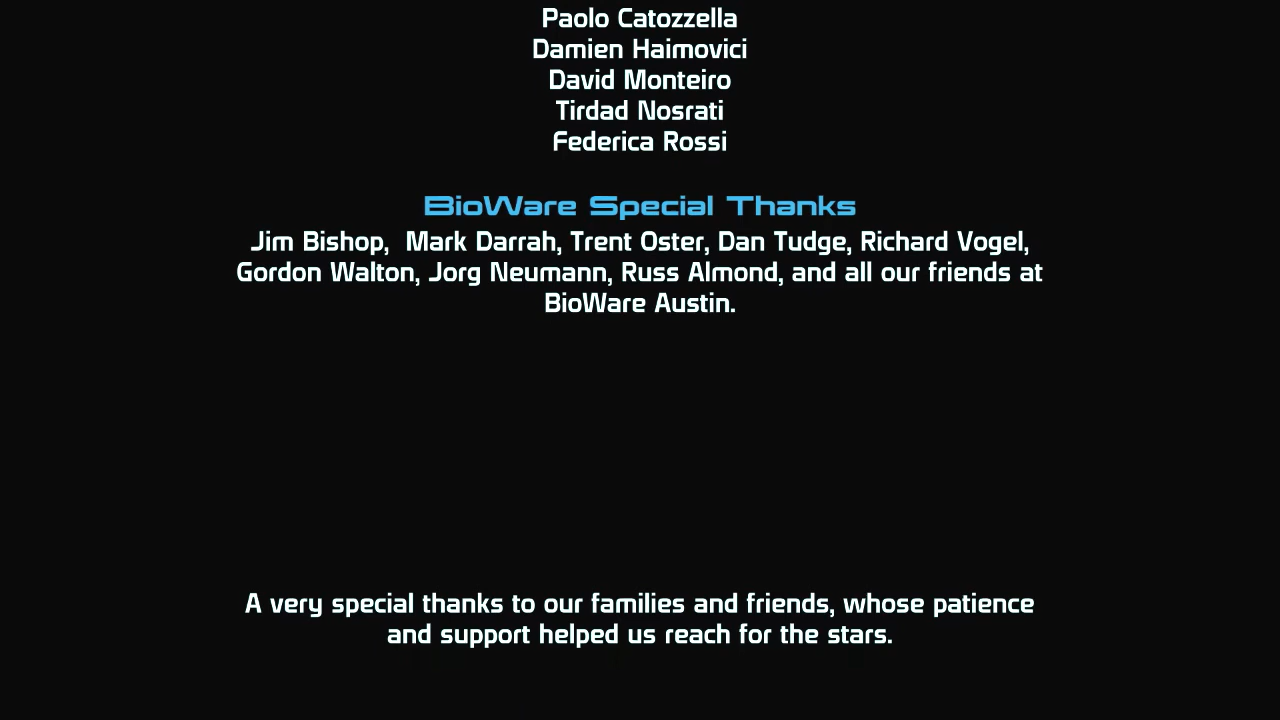 Paolo Catozzella
Damien Haimovici
David Monteiro
Tirdad Nosrati
Federica Rossi
BioWare Special Thanks
Jim Bishop,  Mark Darrah, Trent Oster, Dan Tudge, Richard Vogel,
Gordon Walton, Jorg Neumann, Russ Almond, and all our friends at
BioWare Austin.
A very special thanks to our families and friends, whose patience
and support helped us reach for the stars.